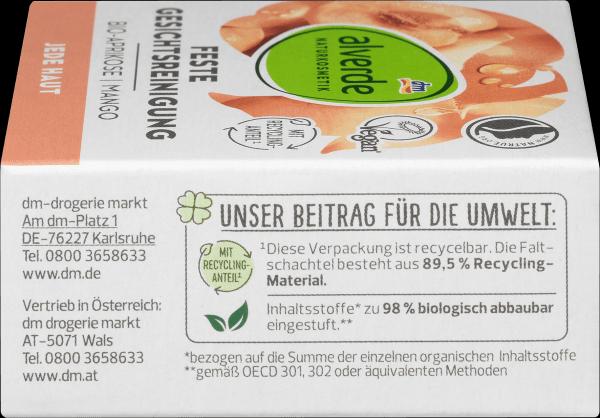 alverde
NATURKOSMETIK
dm
FESTE
GESICHTSREINIGUNG
BIO-APRIKOSE | MANGO
JEDE HAUT
MIT
RECYCLING-
ANTEIL¹
Vegan
dm-drogerie markt
Am dm-Platz 1
DE-76227 Karlsruhe
Tel. 0800 3658633
www.dm.de
Vertrieb in Österreich:
dm drogerie markt
AT-5071 Wals
Tel. 0800 3658633
www.dm.at
UNSER BEITRAG FÜR DIE UMWELT:
MIT
RECYCLING-
ANTEIL¹
¹Diese Verpackung ist recycelbar. Die Falt-
schachtel besteht aus 89,5 % Recycling-
Material.
Inhaltsstoffe* zu 98 % biologisch abbaubar
eingestuft.**
*bezogen auf die Summe der einzelnen organischen Inhaltsstoffe
**gemäß OECD 301, 302 oder äquivalenten Methoden